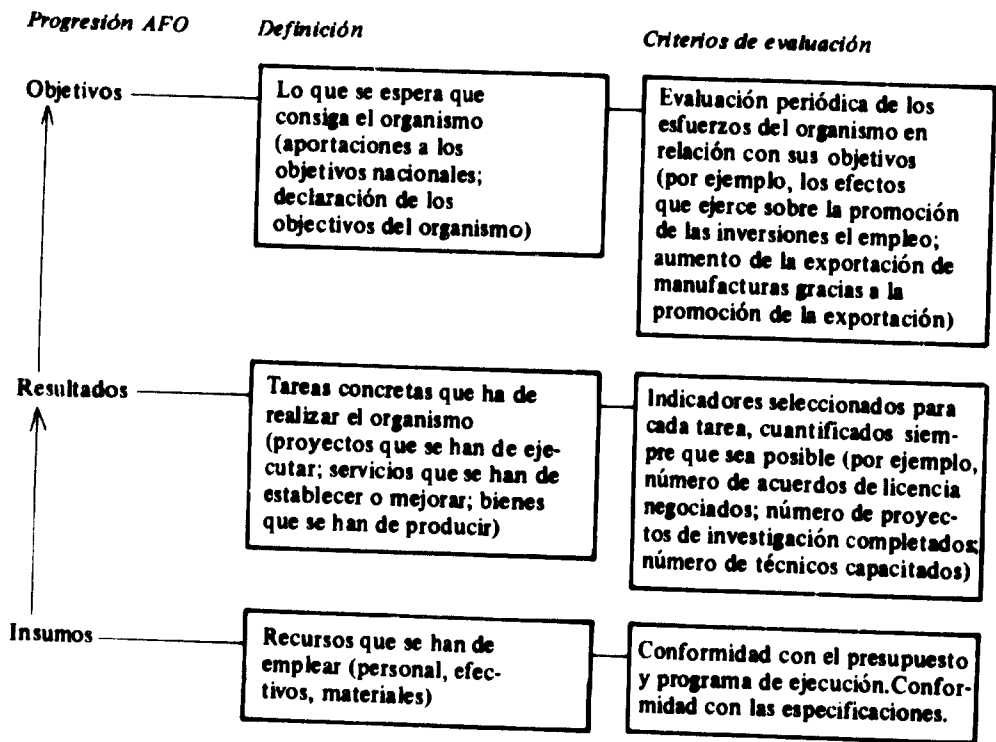 Progresión AFO
Definición
Criterios de evaluación
Objetivos
Lo que se espera que
consiga el organismo
(aportaciones a los
objetivos nacionales;
declaración de los
objectivos del organismo)
Evaluación periódica de los
esfuerzos del organismo en
relación con sus objetivos
(por ejemplo, los efectos
que ejerce sobre la promoción
de las inversiones el empleo;
aumento de la exportación de
manufacturas gracias a la
promoción de la exportación)
Resultados
Tareas concretas que ha de
realizar el organismo
(proyectos que se han de eje-
cutar; servicios que se han de
establecer o mejorar; bienes
que se han de producir)
Indicadores seleccionados para
cada tarea, cuantificados siem-
pre que sea posible (por ejemplo,
número de acuerdos de licencia
negociados; número de proyec-
tos de investigación completados;
número de técnicos capacitados)
Insumos
Recursos que se han de
emplear (personal, efec-
tivos, materiales)
Conformidad con el presupuesto
y programa de ejecución. Confor-
midad con las especificaciones.